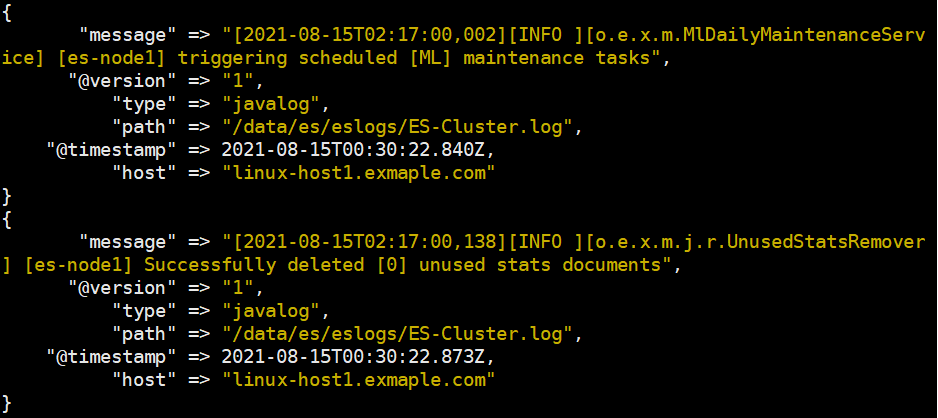 {
       "message" => "[2021-08-15T02:17:00,002][INFO ][o.e.x.m.MlDailyMaintenanceServ
ice] [es-node1] triggering scheduled [ML] maintenance tasks",
      "@version" => "1",
          "type" => "javalog",
          "path" => "/data/es/eslogs/ES-Cluster.log",
    "@timestamp" => 2021-08-15T00:30:22.840Z,
          "host" => "linux-host1.exmaple.com"
}
{
       "message" => "[2021-08-15T02:17:00,138][INFO ][o.e.x.m.j.r.UnusedStatsRemover
] [es-node1] Successfully deleted [0] unused stats documents",
      "@version" => "1",
          "type" => "javalog",
          "path" => "/data/es/eslogs/ES-Cluster.log",
    "@timestamp" => 2021-08-15T00:30:22.873Z,
          "host" => "linux-host1.exmaple.com"
}